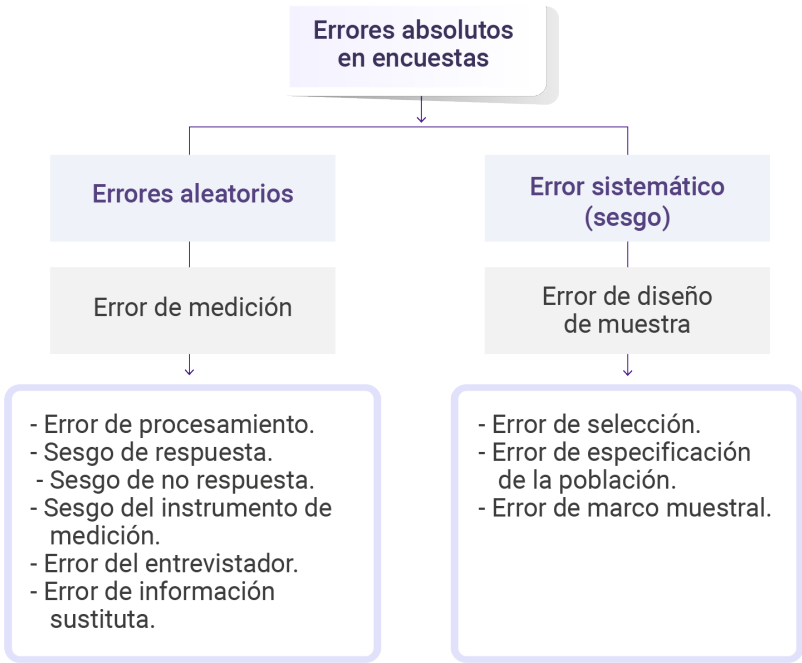 Errores absolutos
en encuestas
Errores aleatorios
Error sistemático
(sesgo)
Error de medición
Error de diseño
de muestra
- Error de procesamiento.
- Sesgo de respuesta.
- Sesgo de no respuesta.
- Sesgo del instrumento de
medición.
- Error del entrevistador.
- Error de información
sustituta.
- Error de selección.
- Error de especificación
de la población.
- Error de marco muestral.